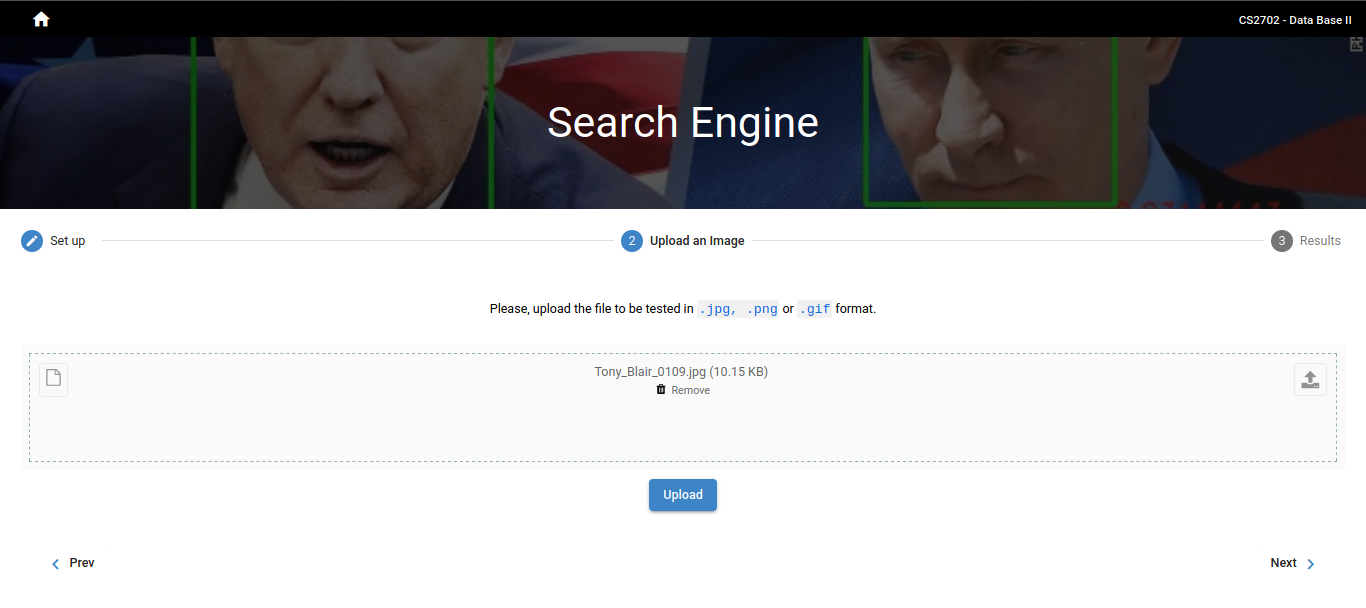 CS2702 - Data Base II
Search Engine
Set up
2 Upload an Image
3 Results
Please, upload the file to be tested in .jpg, .png or .gif format.
Tony_Blair_0109.jpg (10.15 KB)
Remove
Upload
Prev
Next